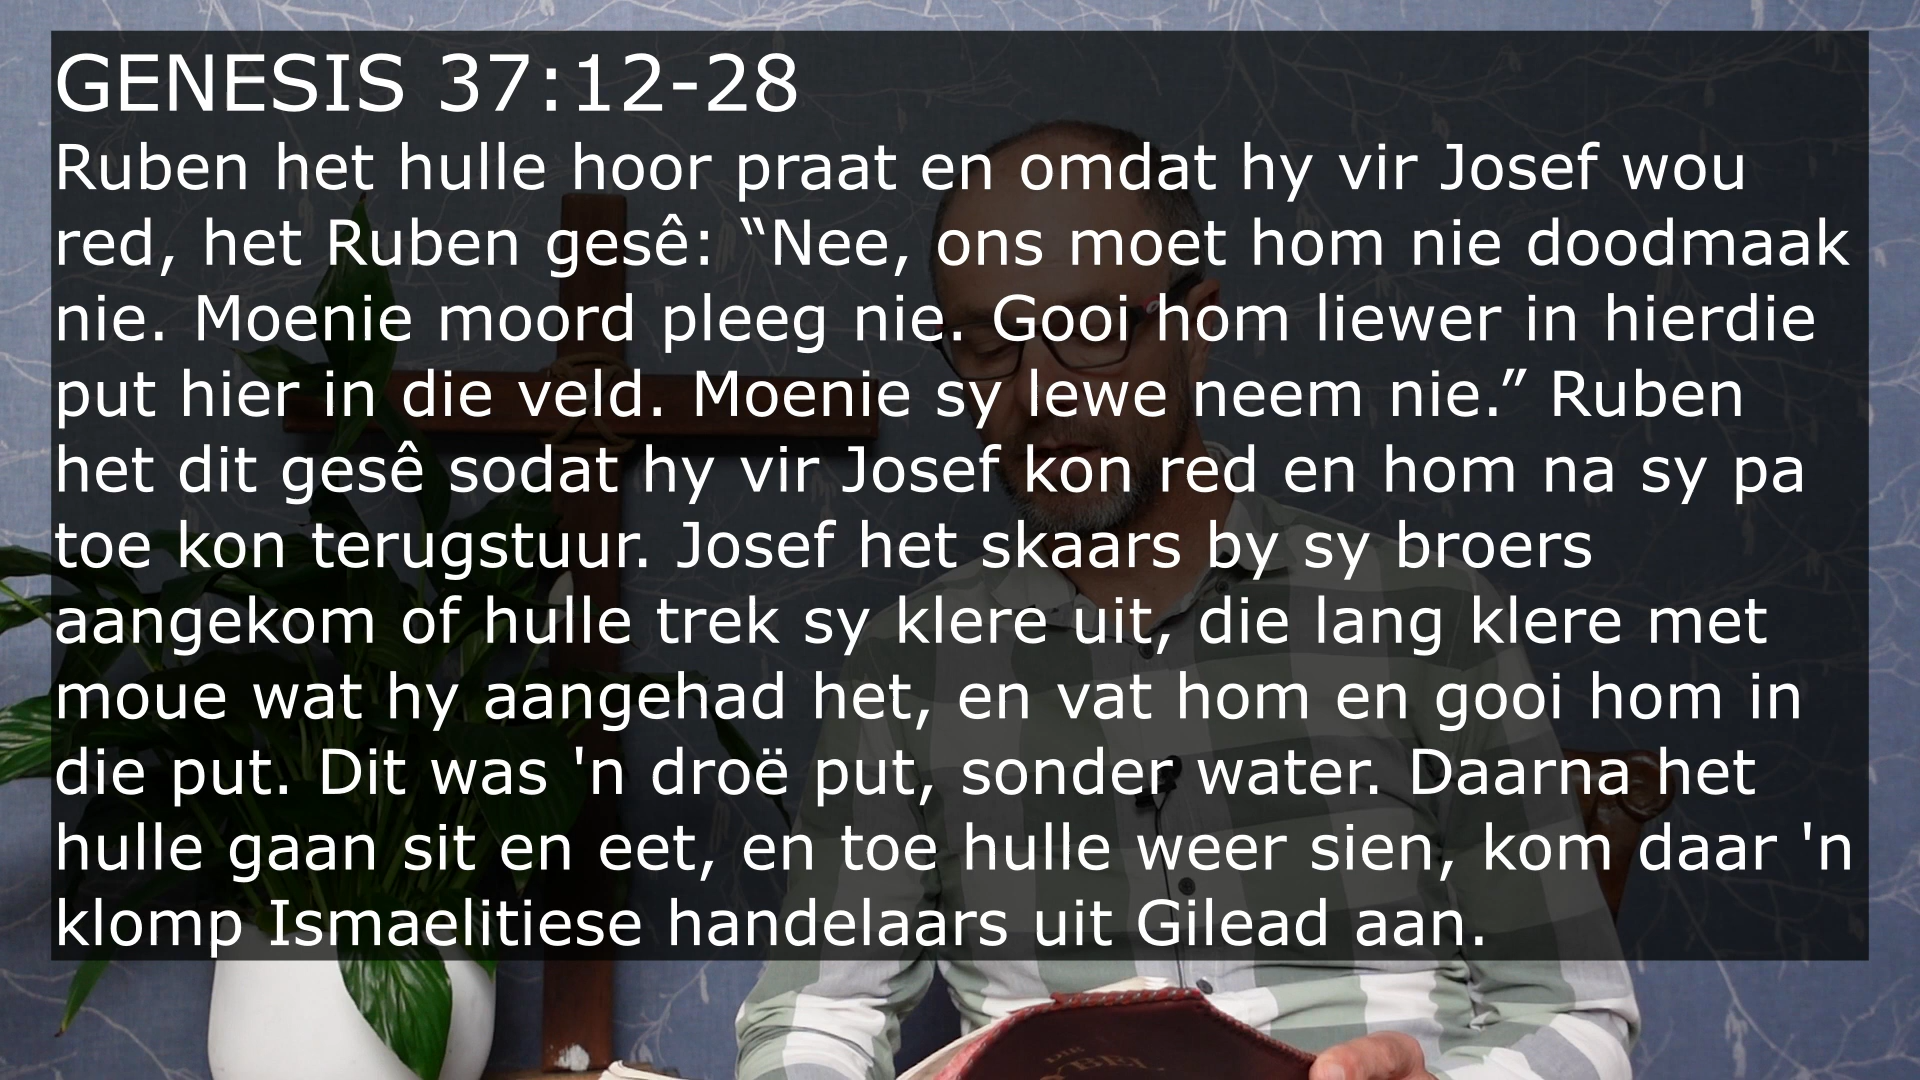 GENESIS 37:12-28
Ruben het hulle hoor praat en omdat hy vir Josef wou
red, het Ruben gesê: “Nee, ons moet hom nie doodmaak
nie. Moenie moord pleeg nie. Gooi hom liewer in hierdie
put hier in die veld. Moenie sy lewe neem nie.” Ruben
het dit gesê sodat hy vir Josef kon red en hom na sy pa
toe kon terugstuur. Josef het skaars by sy broers
aangekom of hulle trek sy klere uit, die lang klere met
moue wat hy aangehad het, en vat hom en gooi hom in
die put. Dit was 'n droë put, sonder water. Daarna het
hulle gaan sit en eet, en toe hulle weer sien, kom daar 'n
klomp Ismaelitiese handelaars uit Gilead aan.
DIE